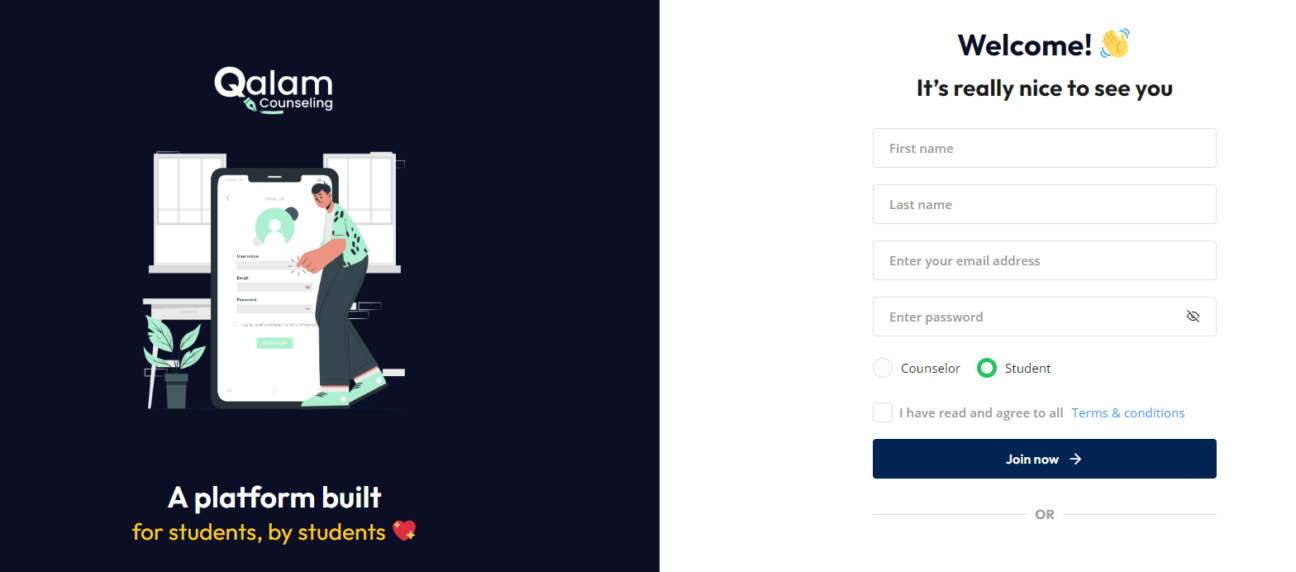 Qalam
Counseling
SIGN UP
Username
Email
Password
SIGN UP
A platform built
for students, by students 💖
Welcome! 👋
It's really nice to see you
First name
Last name
Enter your email address
Enter password
Counselor
Student
I have read and agree to all Terms & conditions
Join now →
OR